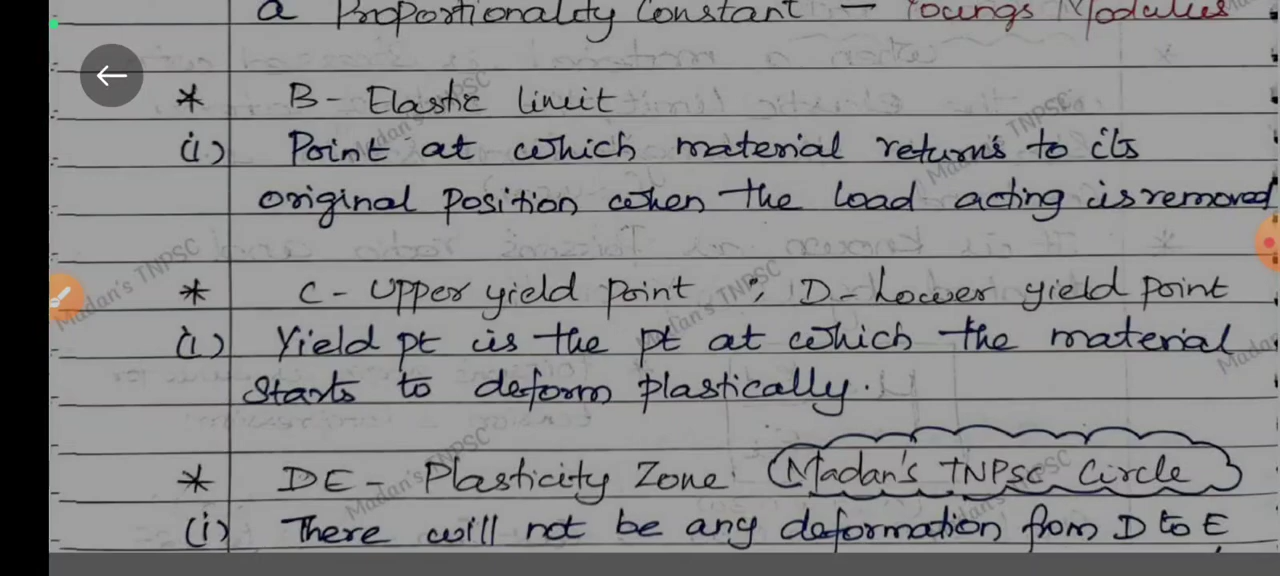 a Proportionality Constant - Youngs Modulus
* B - Elastic limit
(i) Point at which material returns to its
original position when the load acting is removed
* C - Upper yield point ; D - Lower yield point
(i) Yield pt is the pt at which the material
starts to deform plastically.
* DE - Plasticity Zone. Madan's TNPSC Circle
(i) There will not be any deformation from D to E
Madan's TNPSC